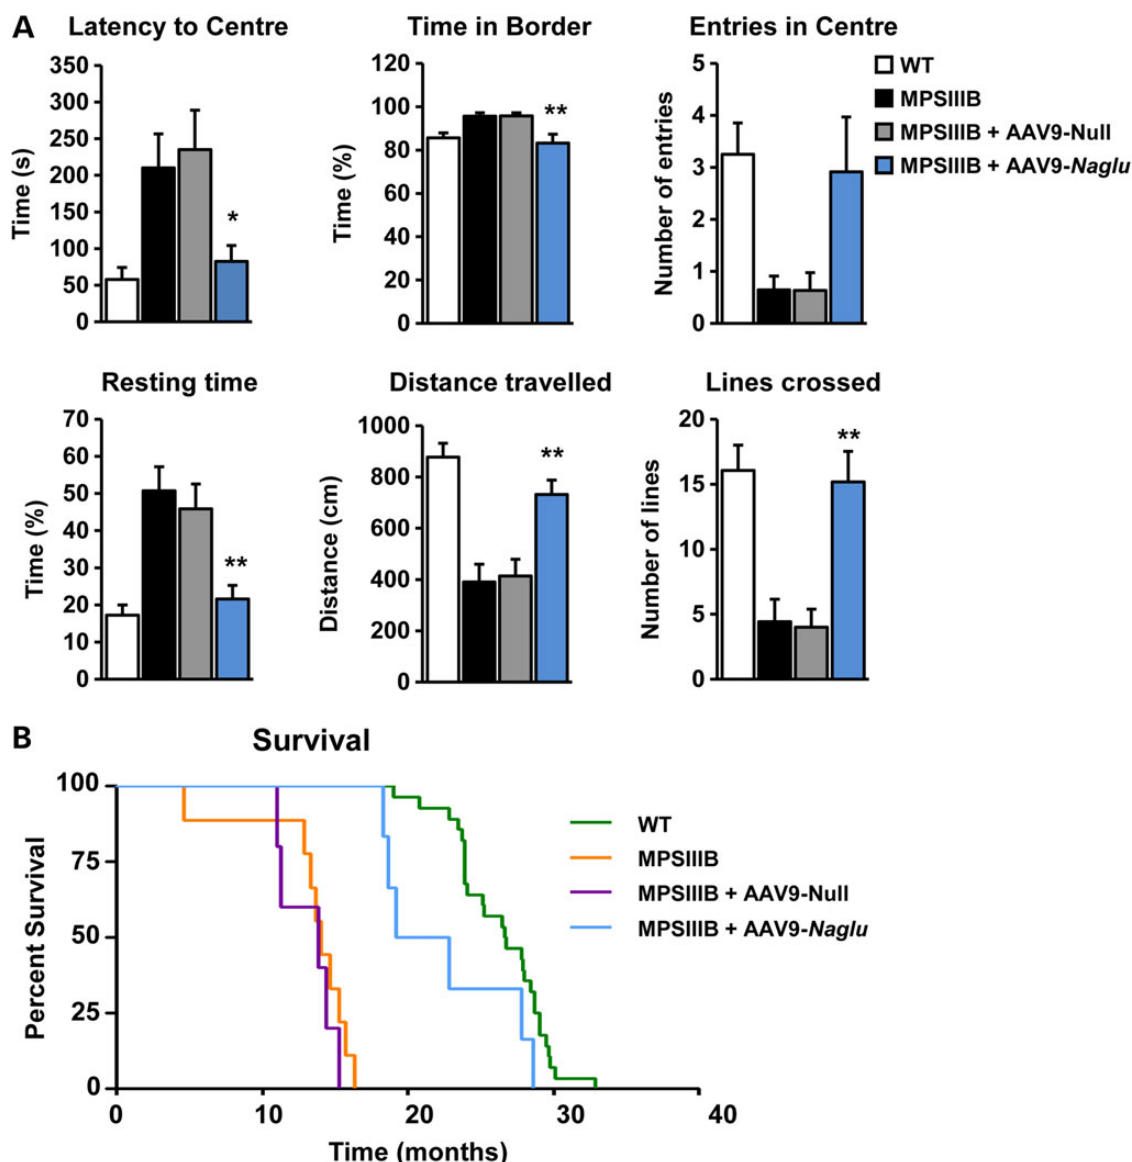 A
Latency to Centre
Time (s)
350
300
250
200
150
100
50
0
*
Time in Border
Time (%)
120
100
80
60
40
20
0
**
Entries in Centre
Number of entries
5
4
3
2
1
0
WT
MPSIIIB
MPSIIIB + AAV9-Null
MPSIIIB + AAV9-Naglu
Resting time
Time (%)
70
60
50
40
30
20
10
0
**
Distance travelled
Distance (cm)
1000
800
600
400
200
0
**
Lines crossed
Number of lines
20
15
10
5
0
**
B
Survival
Percent Survival
100
75
50
25
0
0 10 20 30 40
Time (months)
WT
MPSIIIB
MPSIIIB + AAV9-Null
MPSIIIB + AAV9-Naglu